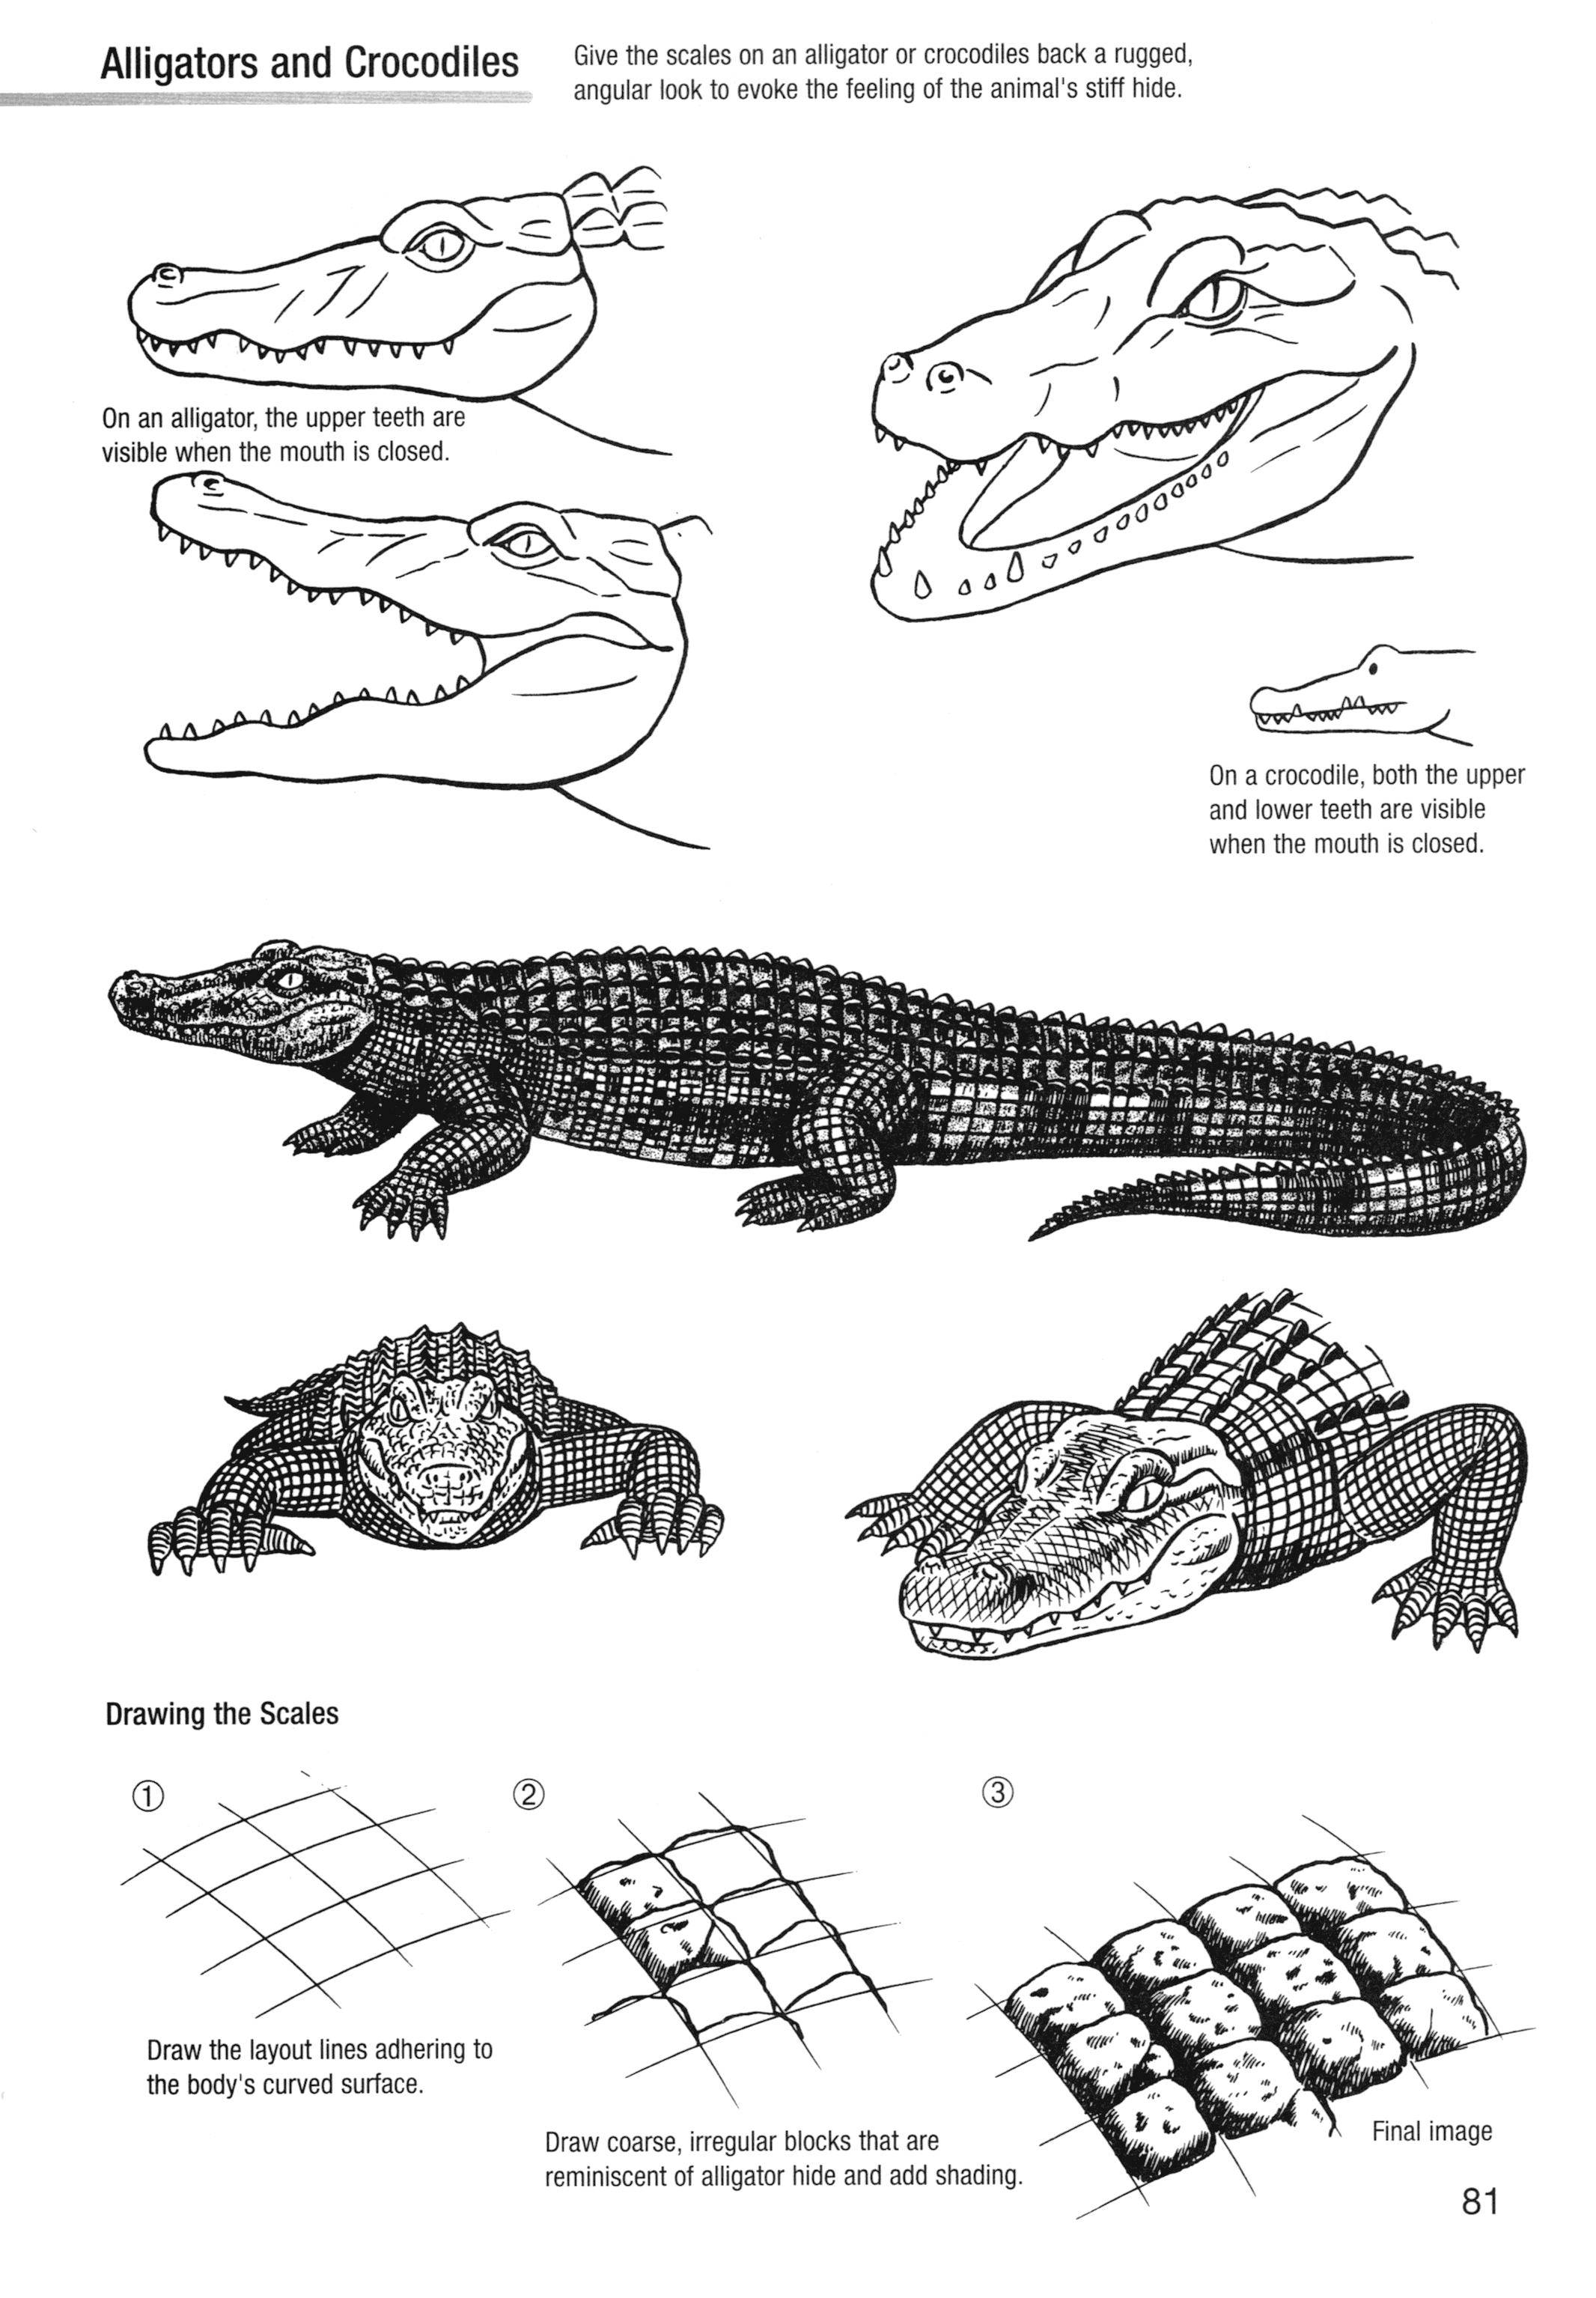 Alligators and Crocodiles
Give the scales on an alligator or crocodiles back a rugged,
angular look to evoke the feeling of the animal's stiff hide.
On an alligator, the upper teeth are
visible when the mouth is closed.
On a crocodile, both the upper
and lower teeth are visible
when the mouth is closed.
Drawing the Scales
①
②
③
Draw the layout lines adhering to
the body's curved surface.
Draw coarse, irregular blocks that are
reminiscent of alligator hide and add shading.
Final image
81